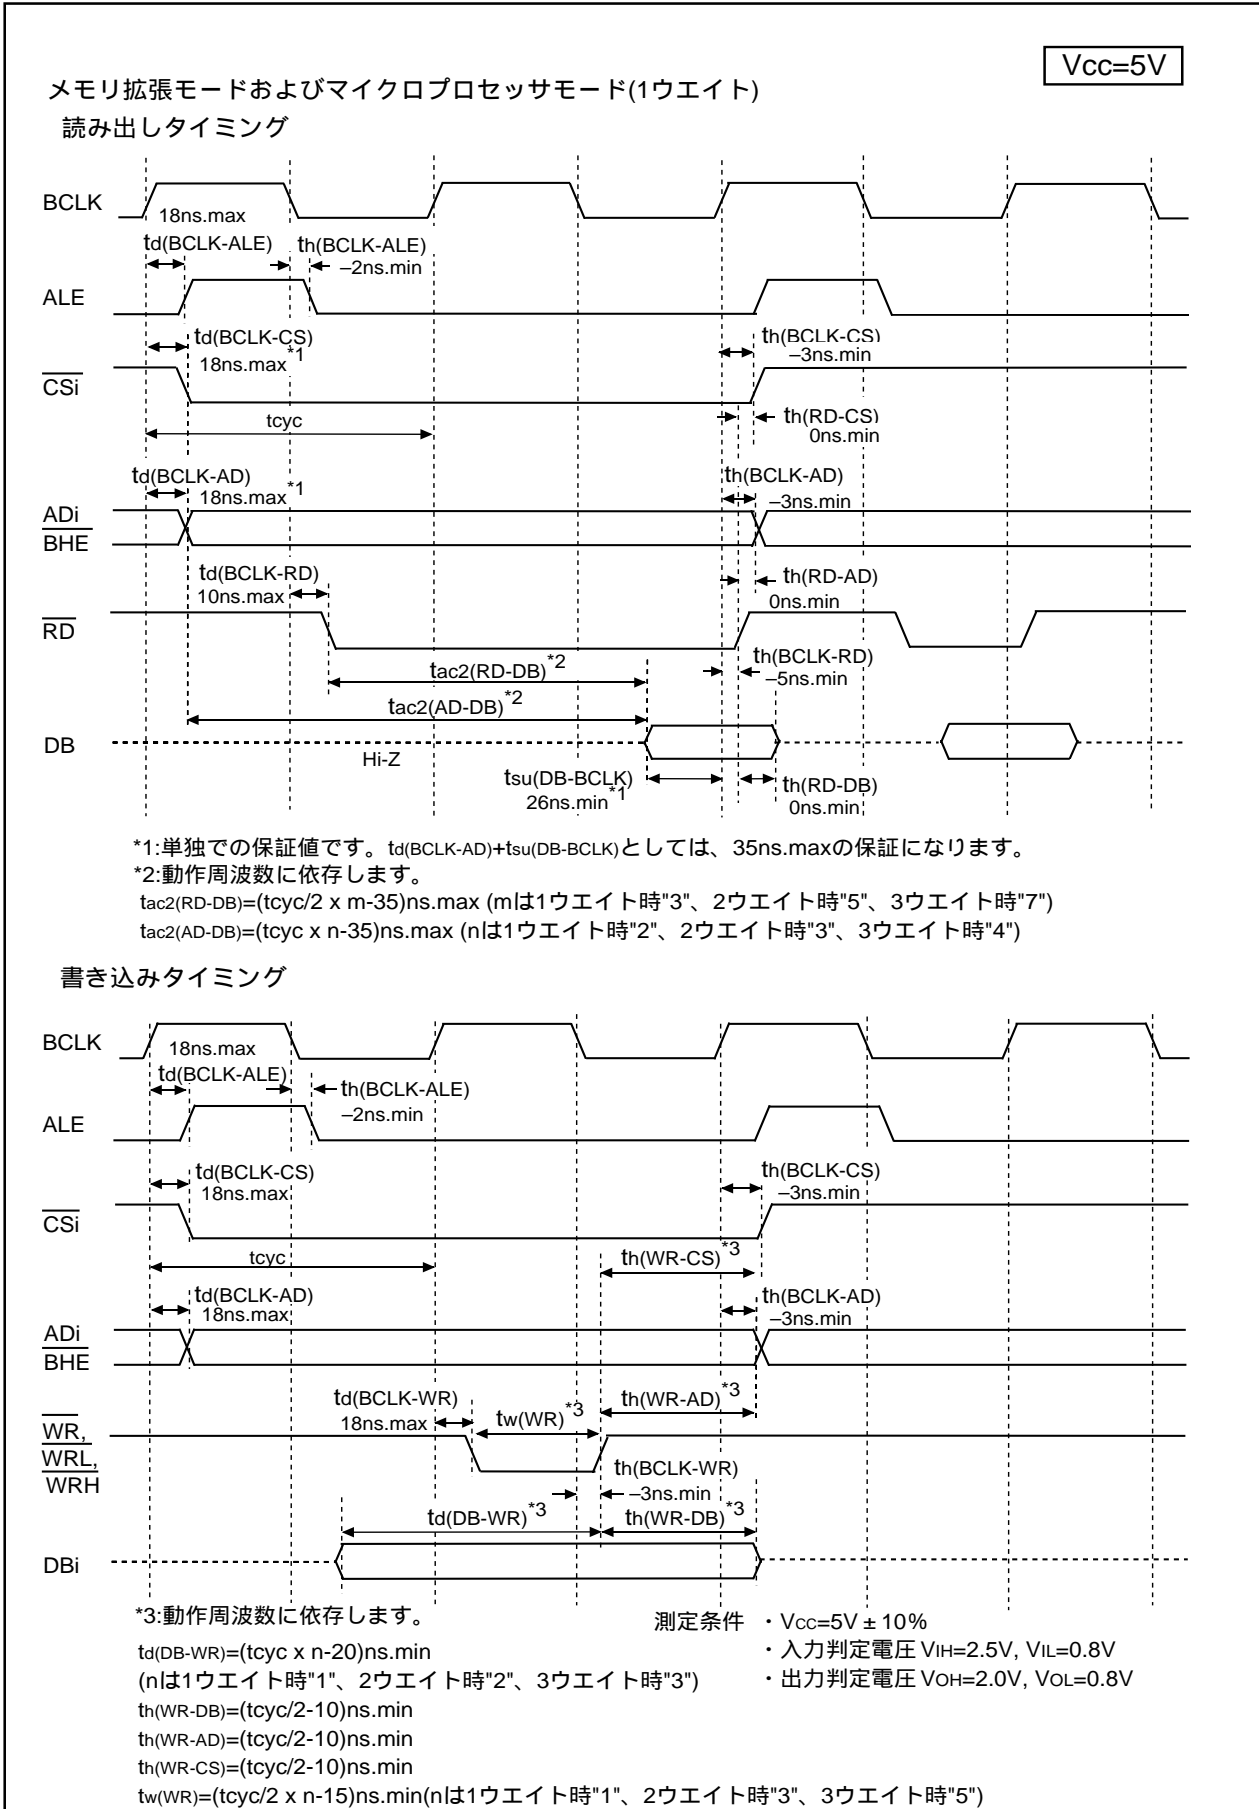 Vcc=5V
メモリ拡張モードおよびマイクロプロセッサモード(1ウエイト)
読み出しタイミング
BCLK
18ns.max
td(BCLK-ALE)
th(BCLK-ALE)
–2ns.min
ALE
td(BCLK-CS)
18ns.max*1
th(BCLK-CS)
–3ns.min
CSi
tcyc
th(RD-CS)
0ns.min
td(BCLK-AD)
18ns.max*1
th(BCLK-AD)
–3ns.min
ADi
BHE
td(BCLK-RD)
10ns.max
th(RD-AD)
0ns.min
RD
tac2(RD-DB)*2
th(BCLK-RD)
–5ns.min
tac2(AD-DB)*2
DB
Hi-Z
tsu(DB-BCLK)
26ns.min*1
th(RD-DB)
0ns.min
*1:単独での保証値です。td(BCLK-AD)+tsu(DB-BCLK)としては、35ns.maxの保証になります。
*2:動作周波数に依存します。
tac2(RD-DB)=(tcyc/2 x m-35)ns.max (mは1ウエイト時"3"、2ウエイト時"5"、3ウエイト時"7")
tac2(AD-DB)=(tcyc x n-35)ns.max (nは1ウエイト時"2"、2ウエイト時"3"、3ウエイト時"4")
書き込みタイミング
BCLK
18ns.max
td(BCLK-ALE)
th(BCLK-ALE)
–2ns.min
ALE
td(BCLK-CS)
18ns.max
th(BCLK-CS)
–3ns.min
CSi
tcyc
th(WR-CS)*3
td(BCLK-AD)
18ns.max
th(BCLK-AD)
–3ns.min
ADi
BHE
td(BCLK-WR)
18ns.max
tw(WR)*3
th(WR-AD)*3
WR,
WRL,
WRH
th(BCLK-WR)
–3ns.min
td(DB-WR)*3
th(WR-DB)*3
DBi
*3:動作周波数に依存します。
td(DB-WR)=(tcyc x n-20)ns.min
(nは1ウエイト時"1"、2ウエイト時"2"、3ウエイト時"3")
th(WR-DB)=(tcyc/2-10)ns.min
th(WR-AD)=(tcyc/2-10)ns.min
th(WR-CS)=(tcyc/2-10)ns.min
tw(WR)=(tcyc/2 x n-15)ns.min(nは1ウエイト時"1"、2ウエイト時"3"、3ウエイト時"5")
測定条件 ・VCC=5V±10%
・入力判定電圧 VIH=2.5V, VIL=0.8V
・出力判定電圧 VOH=2.0V, VOL=0.8V